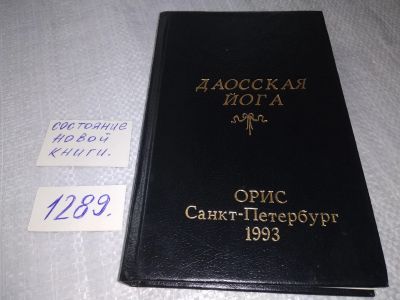 состояние
новой
книги.
1289.
ДАОССКАЯ
ЙОГА
ОРИС
Санкт-Петербург
1993